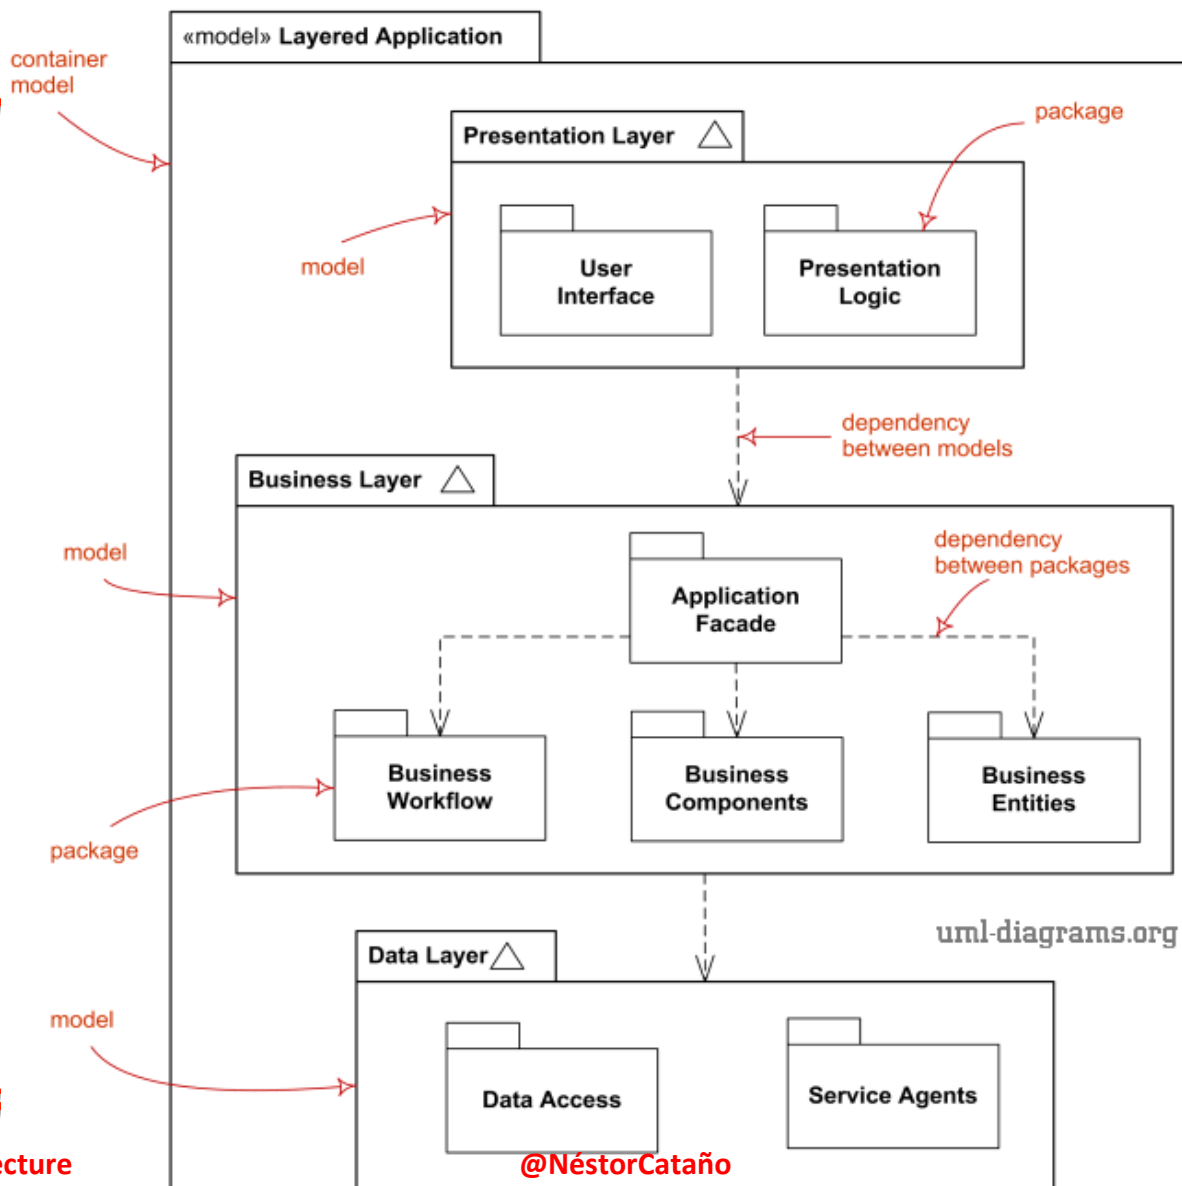 «model» Layered Application
container
model
Presentation Layer
package
User
Interface
Presentation
Logic
model
dependency
between models
Business Layer
model
dependency
between packages
Application
Facade
Business
Workflow
Business
Components
Business
Entities
package
uml-diagrams.org
Data Layer
model
Data Access
Service Agents
ecture
@NéstorCataño